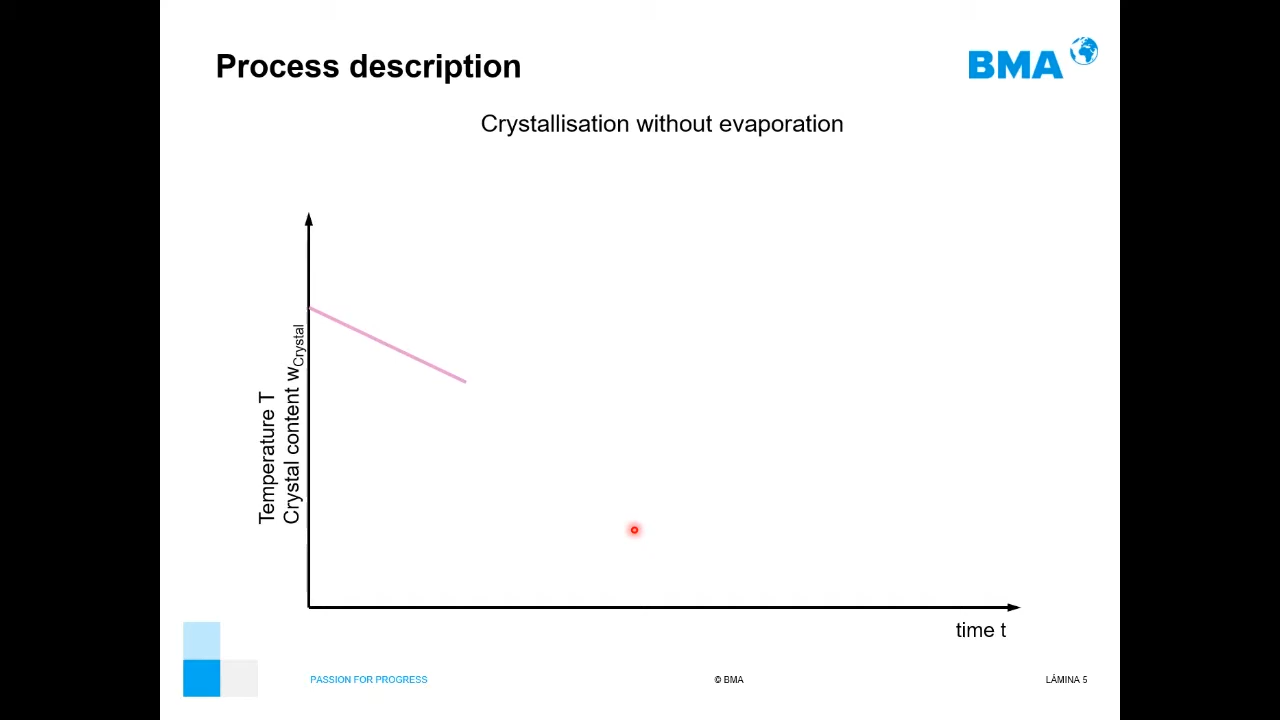 Process description
BMA
Crystallisation without evaporation
Temperature T
Crystal content wCrystal
time t
PASSION FOR PROGRESS
© BMA
LÁMINA 5